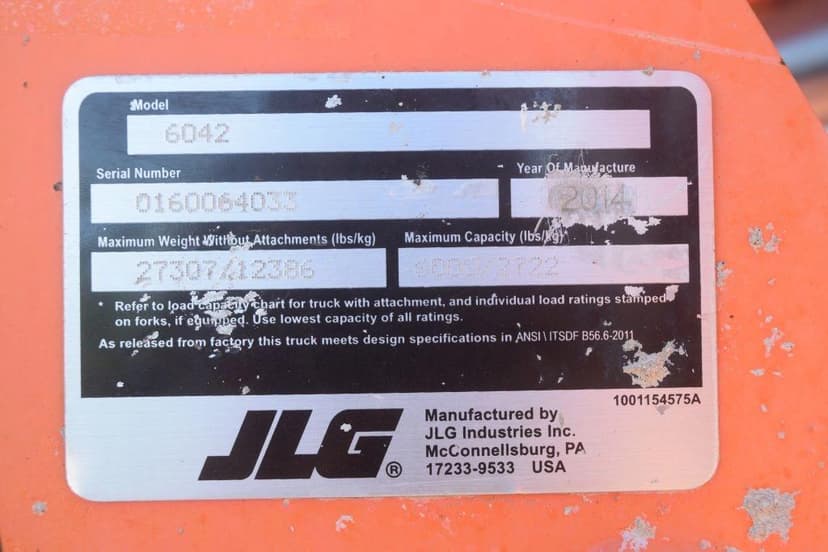 Model
6042
Serial Number Year Of Manufacture
0160064033 2014
Maximum Weight Without Attachments (lbs/kg) Maximum Capacity (lbs/kg)
27307/12386 6000/2722
* Refer to load capacity chart for truck with attachment, and individual load ratings stamped
on forks, if equipped. Use lowest capacity of all ratings.
As released from factory this truck meets design specifications in ANSI \ ITSDF B56.6-2011
1001154575A
JLG®
Manufactured by
JLG Industries Inc.
McConnellsburg, PA
17233-9533 USA